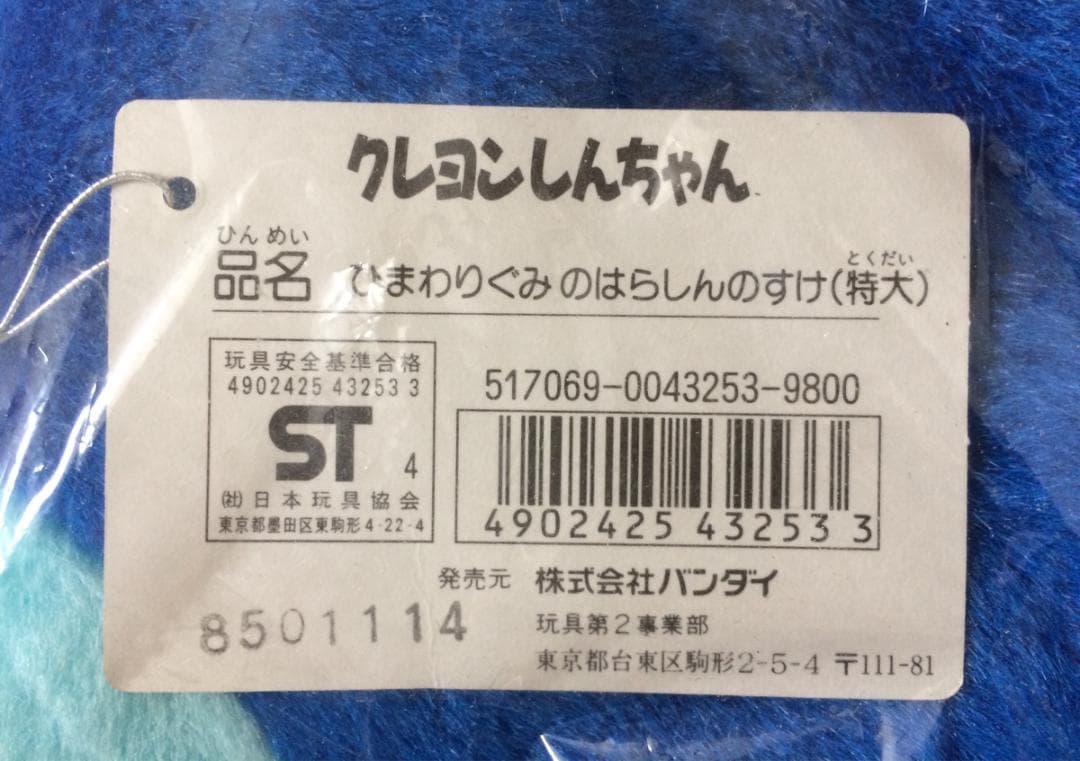 クレヨンしんちゃん
ひんめい
品名 ひまわりぐみ のはらしんのすけ(特大)
とくだい
玩具安全基準合格
4902425 43253 3
ST 4
(社)日本玩具協会
東京都墨田区東駒形4-22-4
517069-0043253-9800
4902425 432533
発売元 株式会社バンダイ
玩具第2事業部
東京都台東区駒形2-5-4 〒111-81
8501114